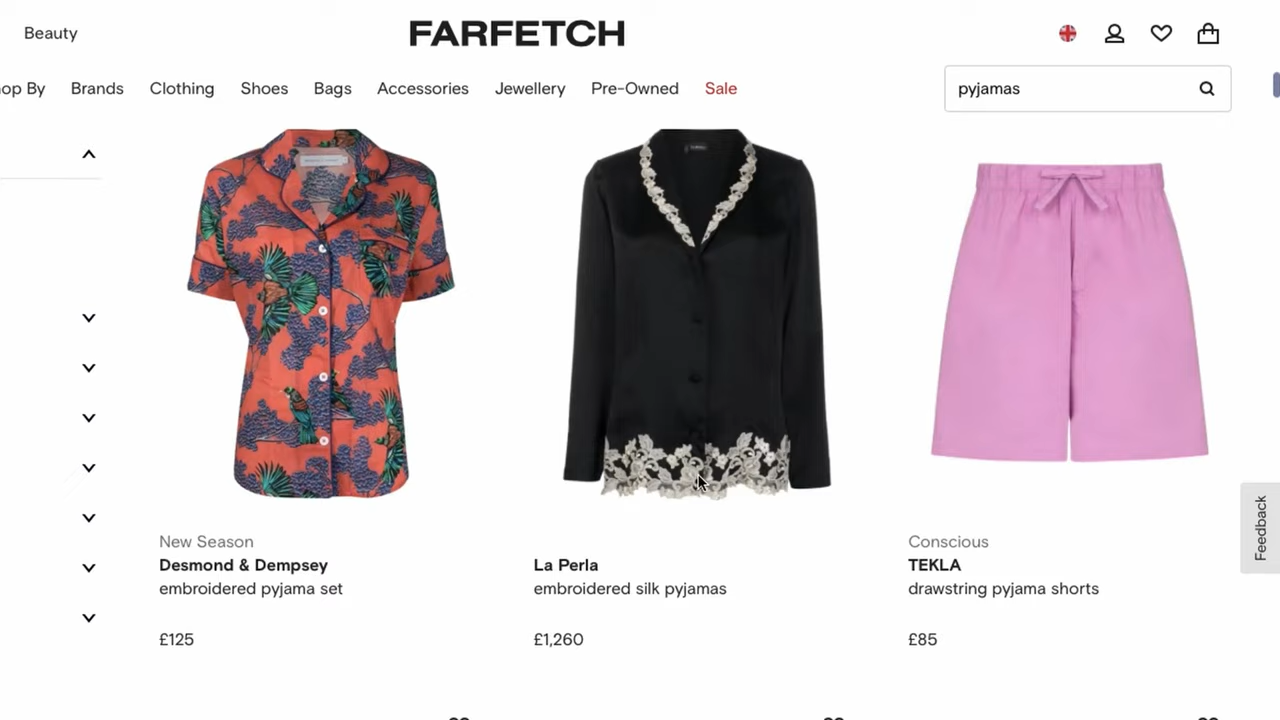 Beauty
FARFETCH
op By
Brands
Clothing
Shoes
Bags
Accessories
Jewellery
Pre-Owned
Sale
pyjamas
New Season
Desmond & Dempsey
embroidered pyjama set
£125
La Perla
embroidered silk pyjamas
£1,260
Conscious
TEKLA
drawstring pyjama shorts
£85
Feedback